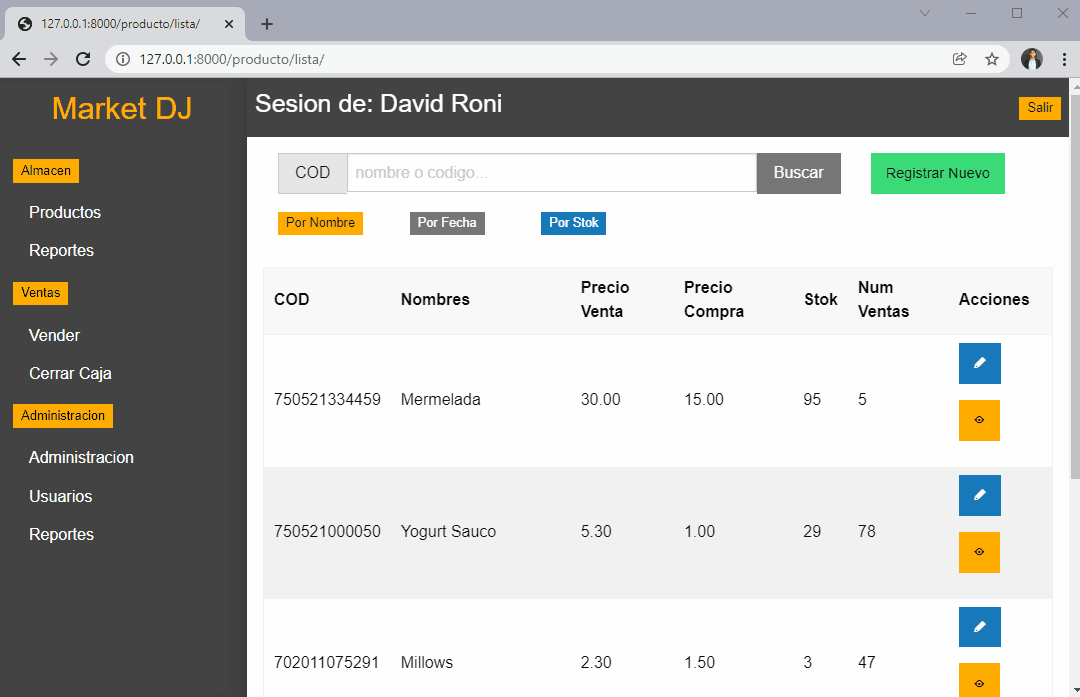 127.0.0.1:8000/producto/lista/
127.0.0.1:8000/producto/lista/
Market DJ
Sesion de: David Roni
Salir
Almacen
Productos
Reportes
Ventas
Vender
Cerrar Caja
Administracion
Administracion
Usuarios
Reportes
COD nombre o codigo... Buscar Registrar Nuevo
Por Nombre Por Fecha Por Stok
COD Nombres Precio Venta Precio Compra Stok Num Ventas Acciones
750521334459 Mermelada 30.00 15.00 95 5
750521000050 Yogurt Sauco 5.30 1.00 29 78
702011075291 Millows 2.30 1.50 3 47